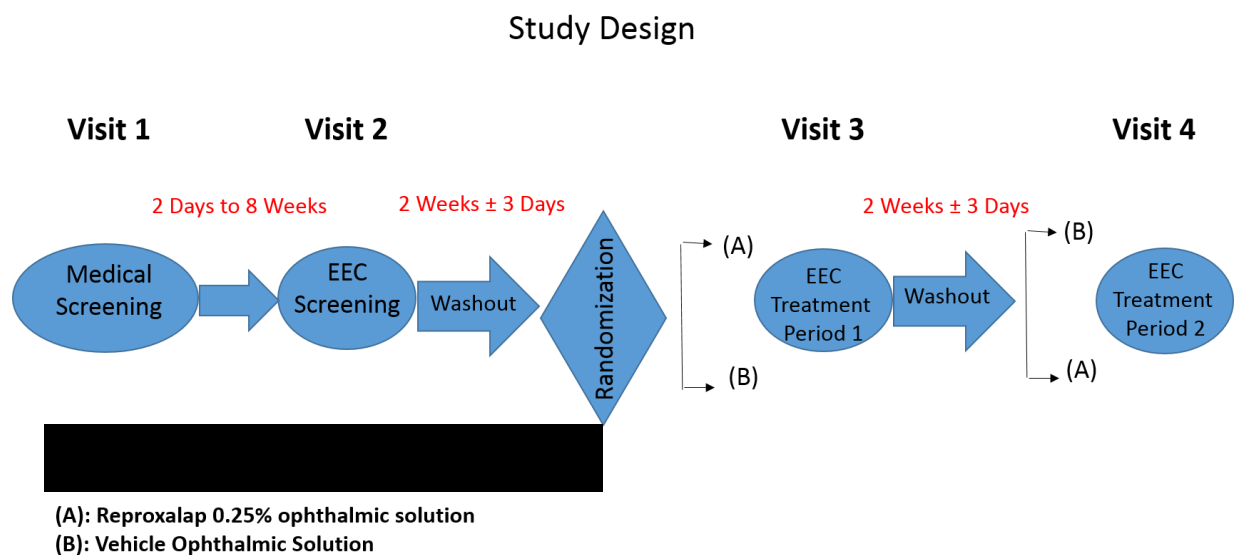 Study Design
Visit 1
Visit 2
Visit 3
Visit 4
2 Days to 8 Weeks
2 Weeks ± 3 Days
2 Weeks ± 3 Days
Medical
Screening
EEC
Screening
Washout
Randomization
(A)
(B)
EEC
Treatment
Period 1
Washout
(B)
(A)
EEC
Treatment
Period 2
(A): Reproxalap 0.25% ophthalmic solution
(B): Vehicle Ophthalmic Solution